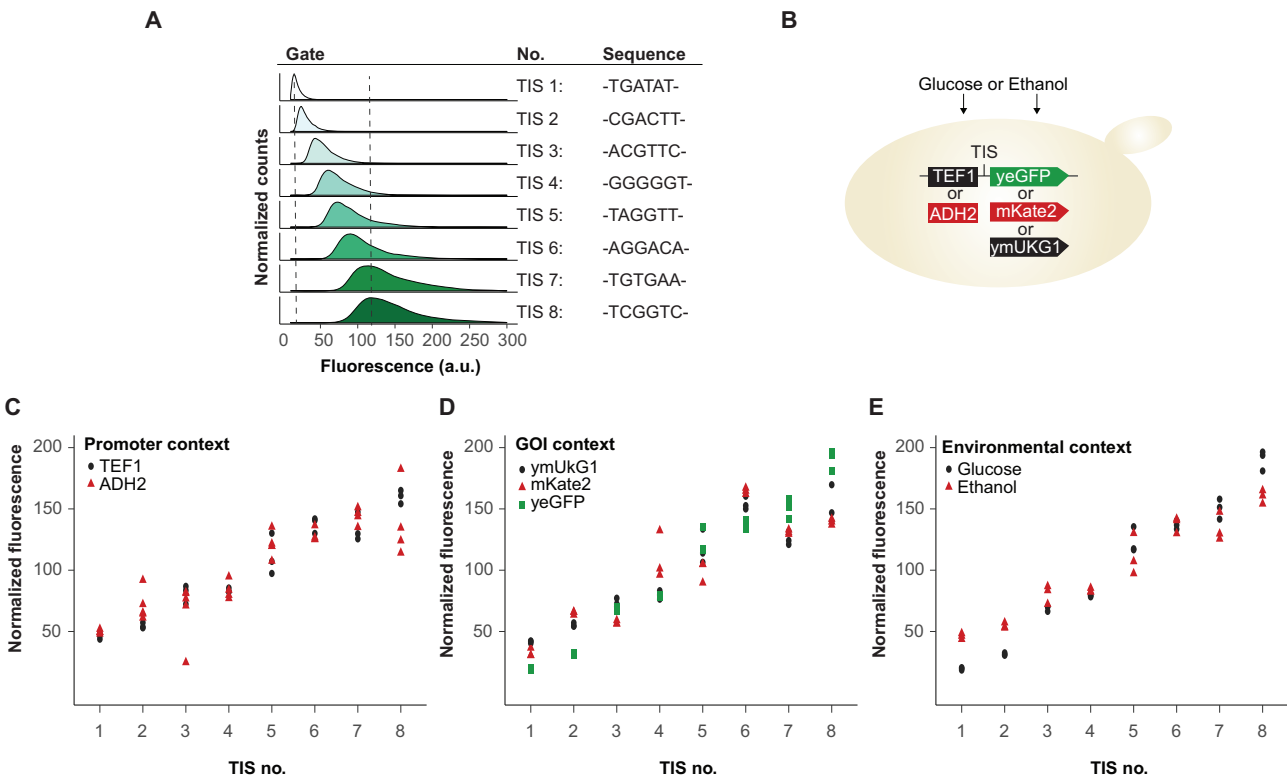 A
Gate No. Sequence
TIS 1: -TGATAT-
TIS 2 -CGACTT-
TIS 3: -ACGTTC-
TIS 4: -GGGGGT-
TIS 5: -TAGGTT-
TIS 6: -AGGACA-
TIS 7: -TGTGAA-
TIS 8: -TCGGTC-
Normalized counts
0 50 100 150 200 250 300
Fluorescence (a.u.)
B
Glucose or Ethanol
TIS
TEF1 yeGFP
or or
ADH2 mKate2
or
ymUKG1
C
Promoter context
TEF1
ADH2
Normalized fluorescence
200
150
100
50
1 2 3 4 5 6 7 8
TIS no.
D
GOI context
ymUkG1
mKate2
yeGFP
Normalized fluorescence
200
150
100
50
1 2 3 4 5 6 7 8
TIS no.
E
Environmental context
Glucose
Ethanol
Normalized fluorescence
200
150
100
50
1 2 3 4 5 6 7 8
TIS no.